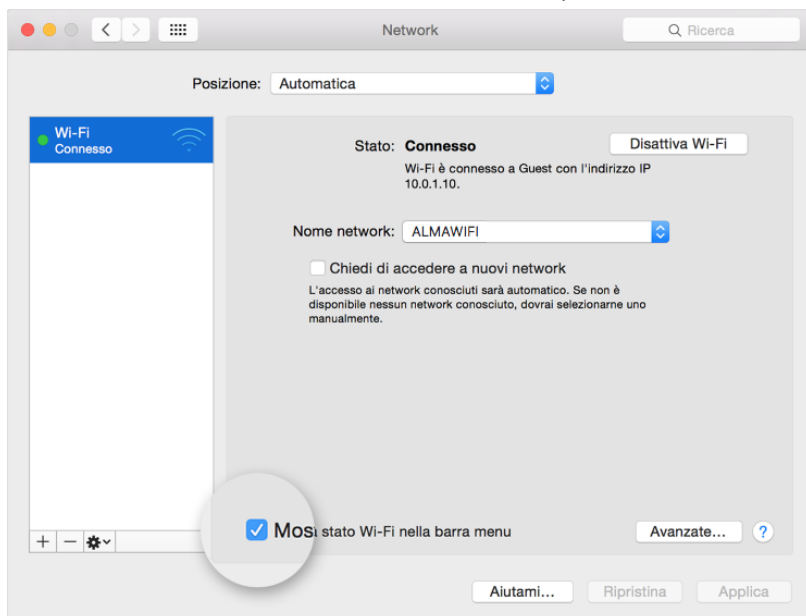 Network
Ricerca
Posizione: Automatica
Wi-Fi
Connesso
Stato: Connesso
Disattiva Wi-Fi
Wi-Fi è connesso a Guest con l'indirizzo IP
10.0.1.10.
Nome network: ALMAWIFI
Chiedi di accedere a nuovi network
L'accesso ai network conosciuti sarà automatico. Se non è
disponibile nessun network conosciuto, dovrai selezionarne uno
manualmente.
Mos stato Wi-Fi nella barra menu
Avanzate... ?
Aiutami... Ripristina Applica